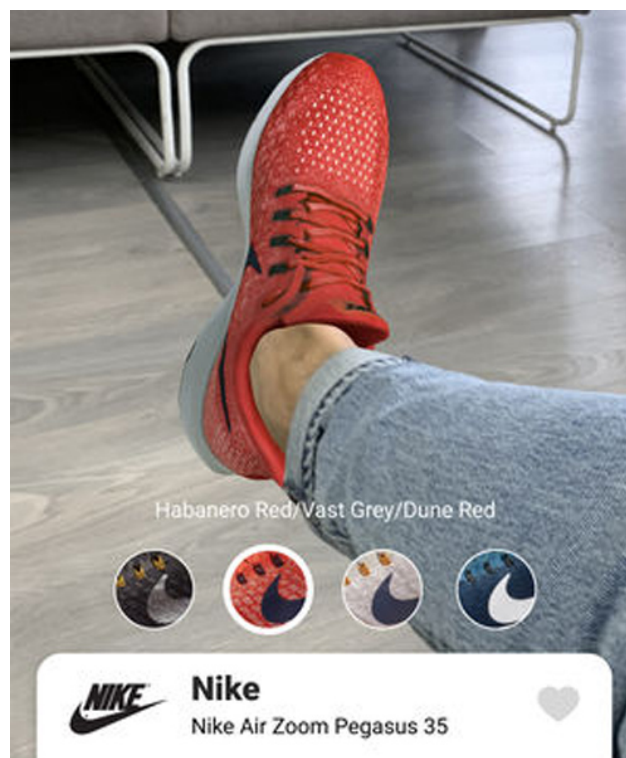 Habanero Red/Vast Grey/Dune Red
NIKE
Nike
Nike Air Zoom Pegasus 35